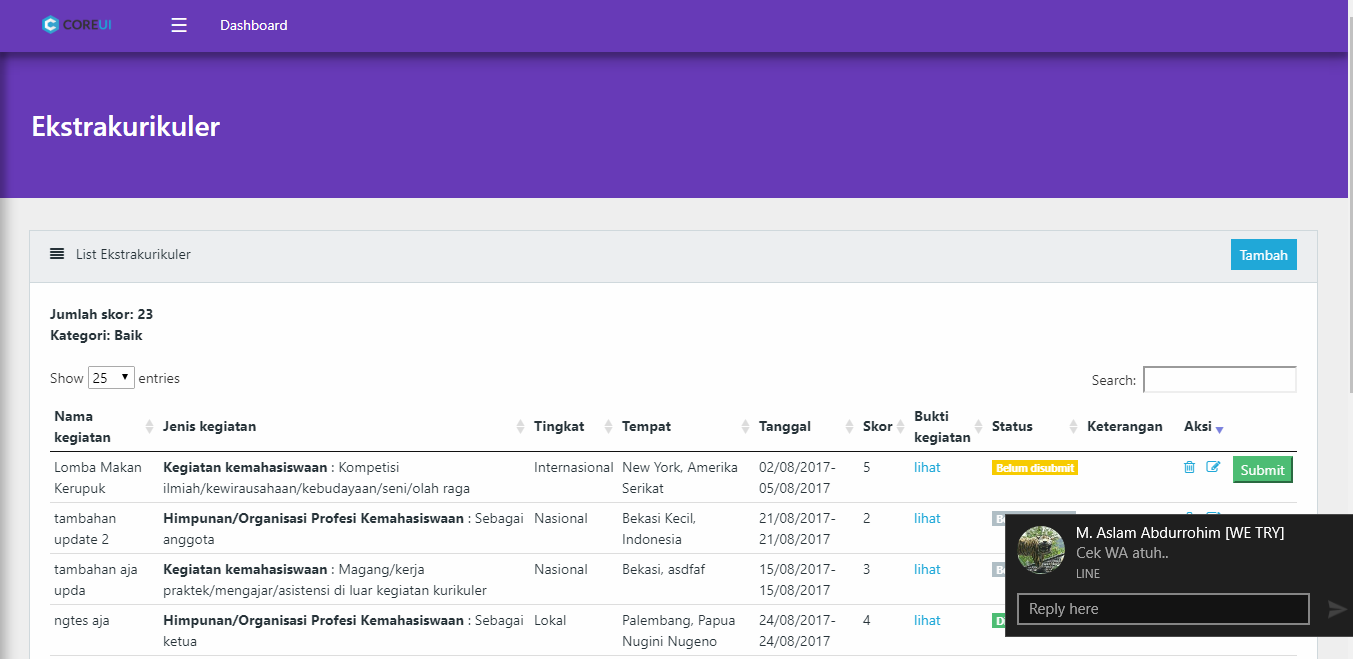 COREUI Dashboard
Ekstrakurikuler
List Ekstrakurikuler Tambah
Jumlah skor: 23
Kategori: Baik
Show 25 entries
Search:
Nama kegiatan Jenis kegiatan Tingkat Tempat Tanggal Skor Bukti kegiatan Status Keterangan Aksi
Lomba Makan Kegiatan kemahasiswaan : Kompetisi Internasional New York, Amerika 02/08/2017- 5 lihat Belum disubmit Submit
Kerupuk ilmiah/kewirausahaan/kebudayaan/seni/olah raga Serikat 05/08/2017
tambahan Himpunan/Organisasi Profesi Kemahasiswaan : Sebagai Nasional Bekasi Kecil, 21/08/2017- 2 lihat
update 2 anggota Indonesia 21/08/2017
tambahan aja Kegiatan kemahasiswaan : Magang/kerja Nasional Bekasi, asdfaf 15/08/2017- 3 lihat
upda praktek/mengajar/asistensi di luar kegiatan kurikuler 15/08/2017
ngtes aja Himpunan/Organisasi Profesi Kemahasiswaan : Sebagai Lokal Palembang, Papua 24/08/2017- 4 lihat
ketua Nugini Nugeno 24/08/2017
M. Aslam Abdurrohim [WE TRY]
Cek WA atuh..
LINE
Reply here